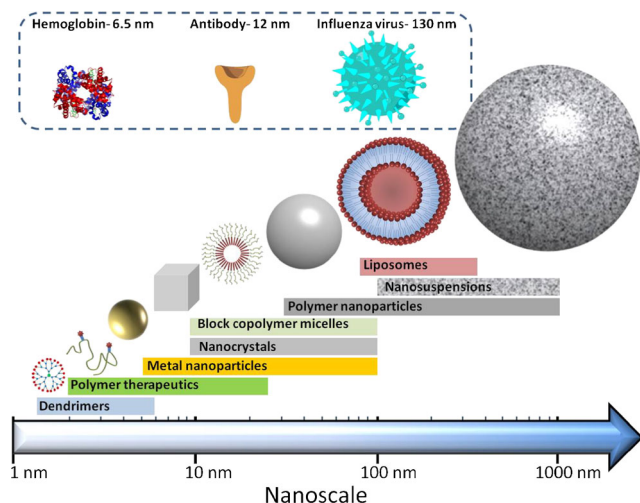 Hemoglobin- 6.5 nm
Antibody- 12 nm
Influenza virus- 130 nm
Liposomes
Nanosuspensions
Polymer nanoparticles
Block copolymer micelles
Nanocrystals
Metal nanoparticles
Polymer therapeutics
Dendrimers
1 nm
10 nm
100 nm
1000 nm
Nanoscale